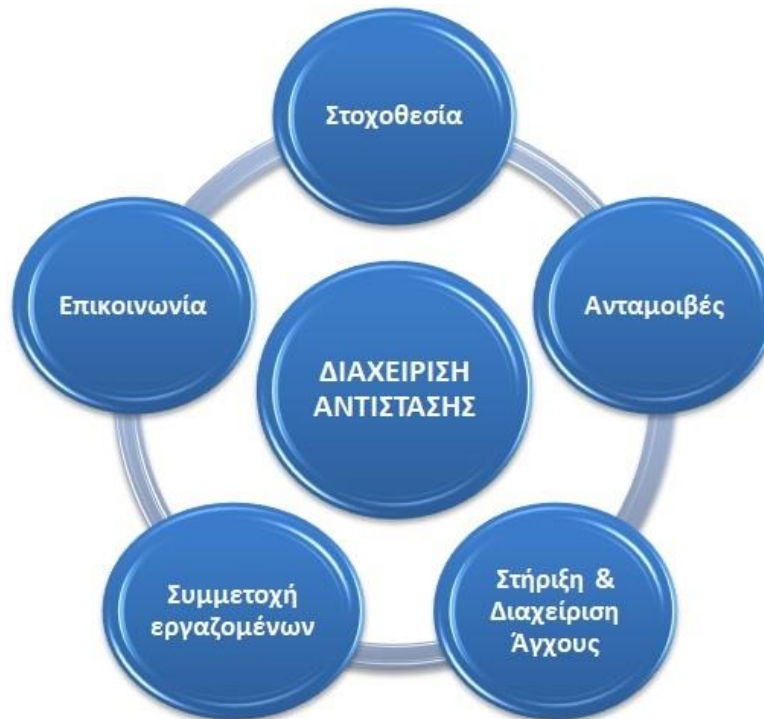 Στοχοθεσία
Ανταμοιβές
Στήριξη &
Διαχείριση
Άγχους
Συμμετοχή
εργαζομένων
Επικοινωνία
ΔΙΑΧΕΙΡΙΣΗ
ΑΝΤΙΣΤΑΣΗΣ